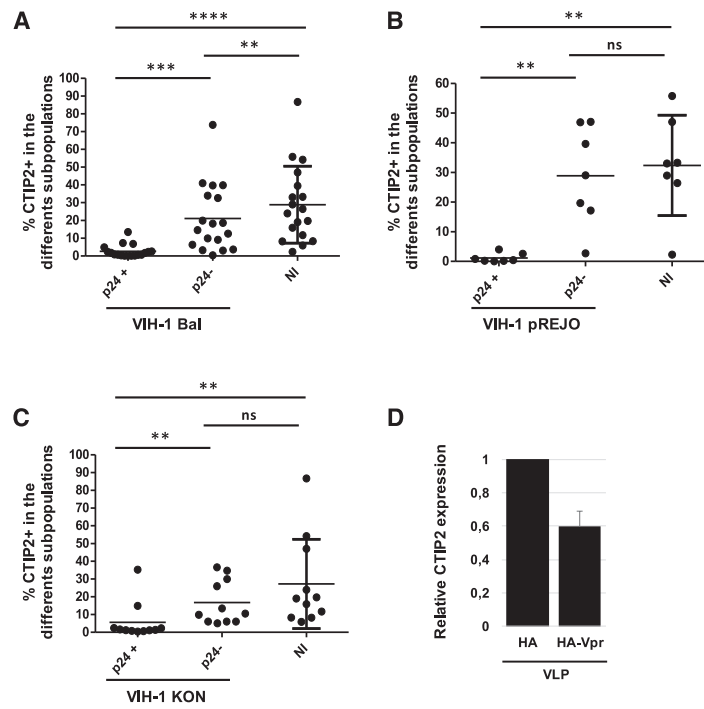 A
****
**
***
% CTIP2+ in the
differents subpopulations
100
90
80
70
60
50
40
30
20
10
0
p24 +
p24-
NI
VIH-1 Bal
B
**
ns
**
% CTIP2+ in the
differents subpopulations
60
50
40
30
20
10
0
p24 +
p24-
NI
VIH-1 pREJO
C
**
ns
**
% CTIP2+ in the
differents subpopulations
100
90
80
70
60
50
40
30
20
10
0
p24 +
p24-
NI
VIH-1 KON
D
Relative CTIP2 expression
1
0,8
0,6
0,4
0,2
0
HA
HA-Vpr
VLP